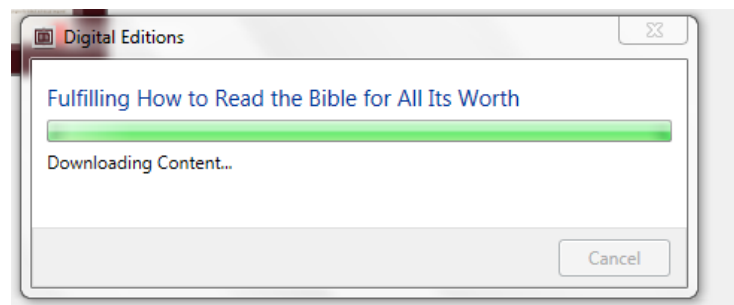 Digital Editions
Fulfilling How to Read the Bible for All Its Worth
Downloading Content...
Cancel